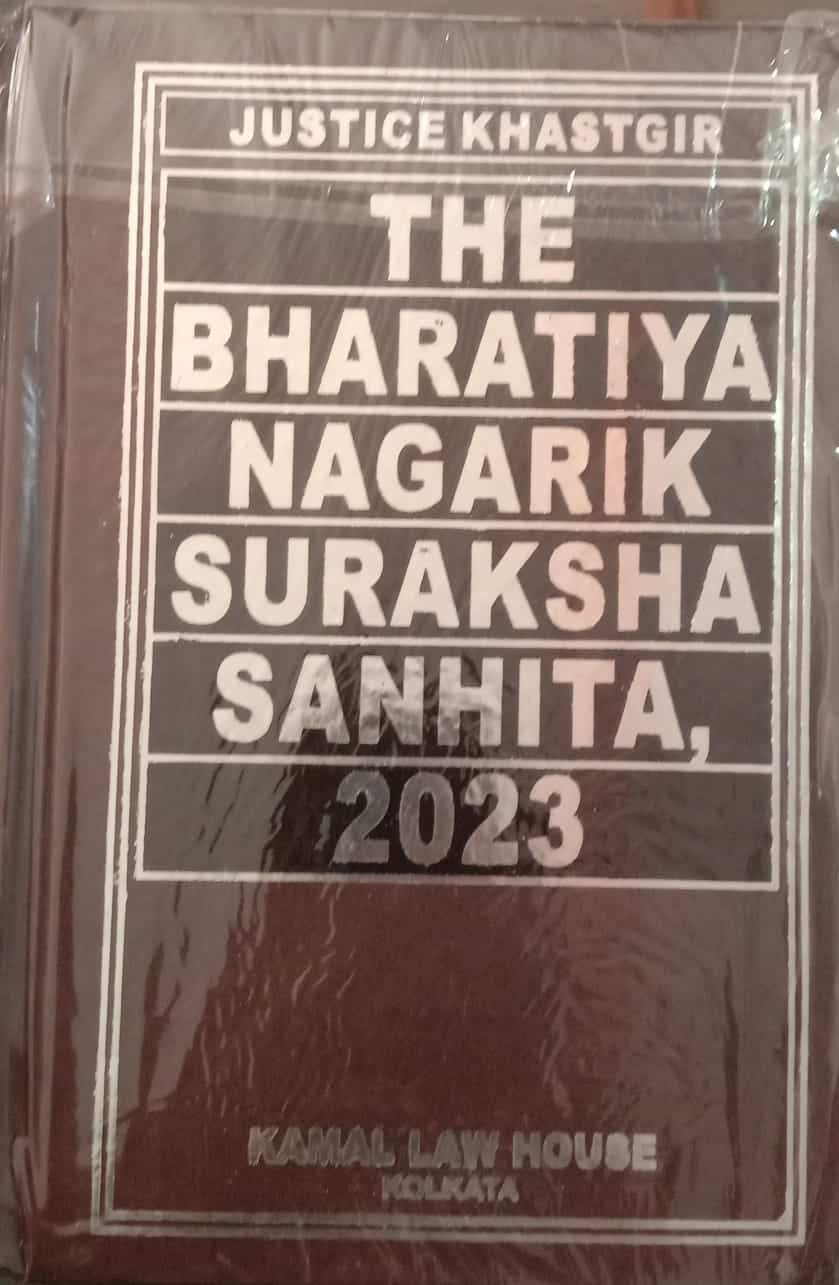 JUSTICE KHASTGIR
THE
BHARATIYA
NAGARIK
SURAKSHA
SANHITA,
2023
KAMAL LAW HOUSE
KOLKATA